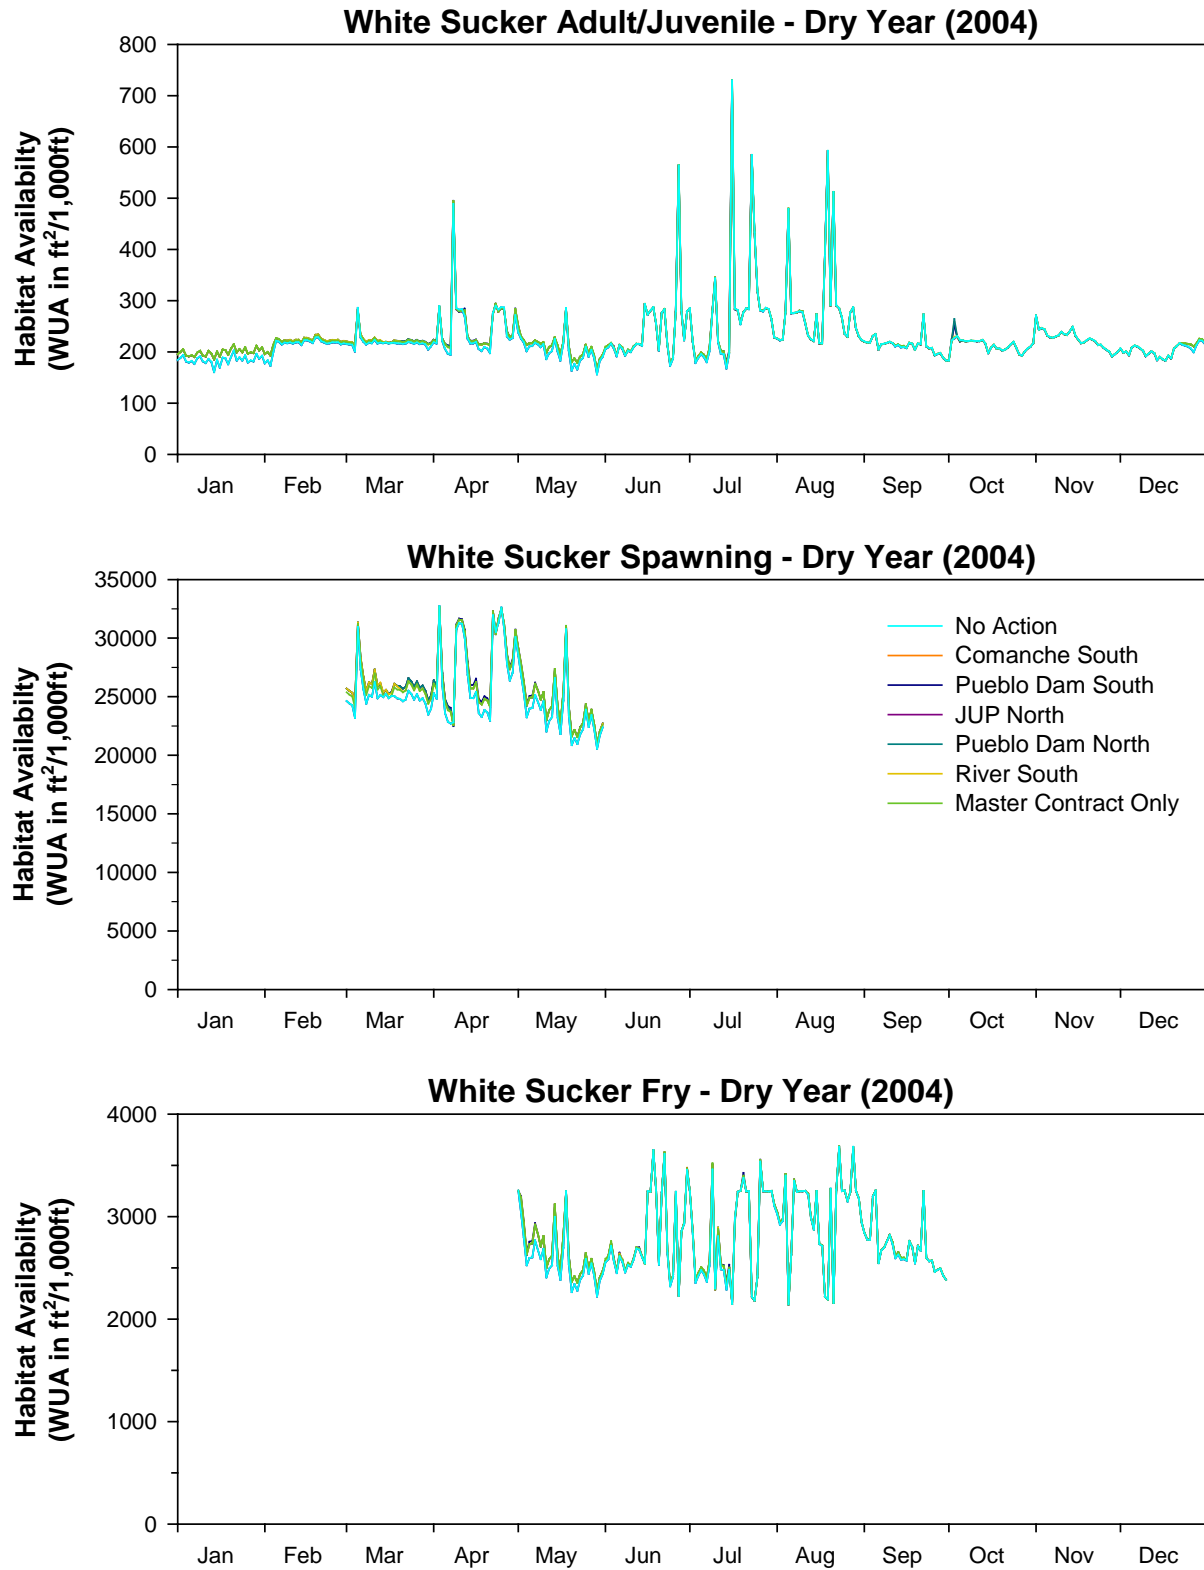 White Sucker Adult/Juvenile - Dry Year (2004)
Habitat Availabilty
(WUA in ft²/1,000ft)
800
700
600
500
400
300
200
100
0
Jan Feb Mar Apr May Jun Jul Aug Sep Oct Nov Dec
White Sucker Spawning - Dry Year (2004)
Habitat Availabilty
(WUA in ft²/1,000ft)
35000
30000
25000
20000
15000
10000
5000
0
No Action
Comanche South
Pueblo Dam South
JUP North
Pueblo Dam North
River South
Master Contract Only
Jan Feb Mar Apr May Jun Jul Aug Sep Oct Nov Dec
White Sucker Fry - Dry Year (2004)
Habitat Availabilty
(WUA in ft²/1,000ft)
4000
3000
2000
1000
0
Jan Feb Mar Apr May Jun Jul Aug Sep Oct Nov Dec